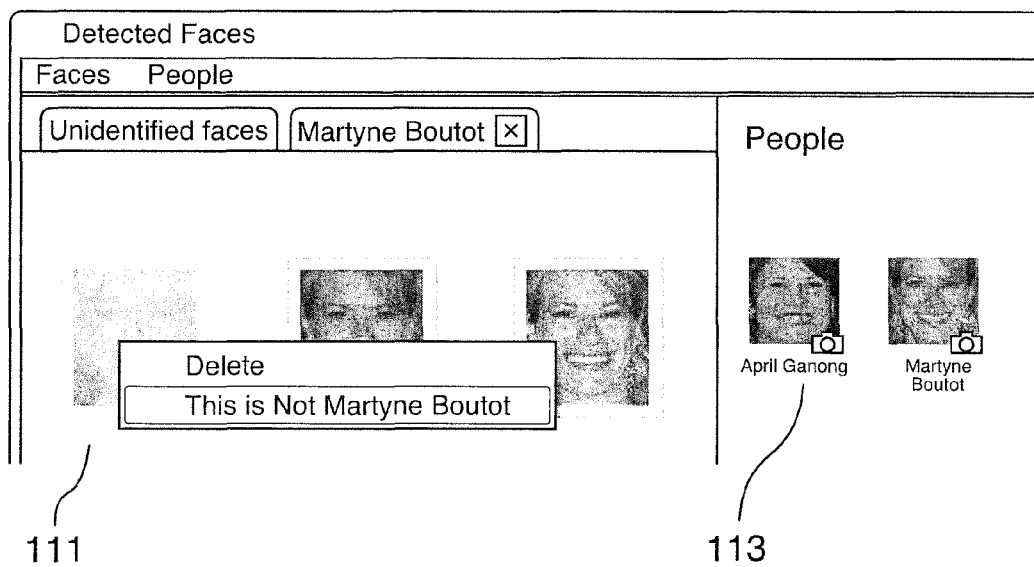 Detected Faces
Faces People
Unidentified faces
Martyne Boutot
People
Delete
This is Not Martyne Boutot
April Ganong
Martyne
Boutot
111
113